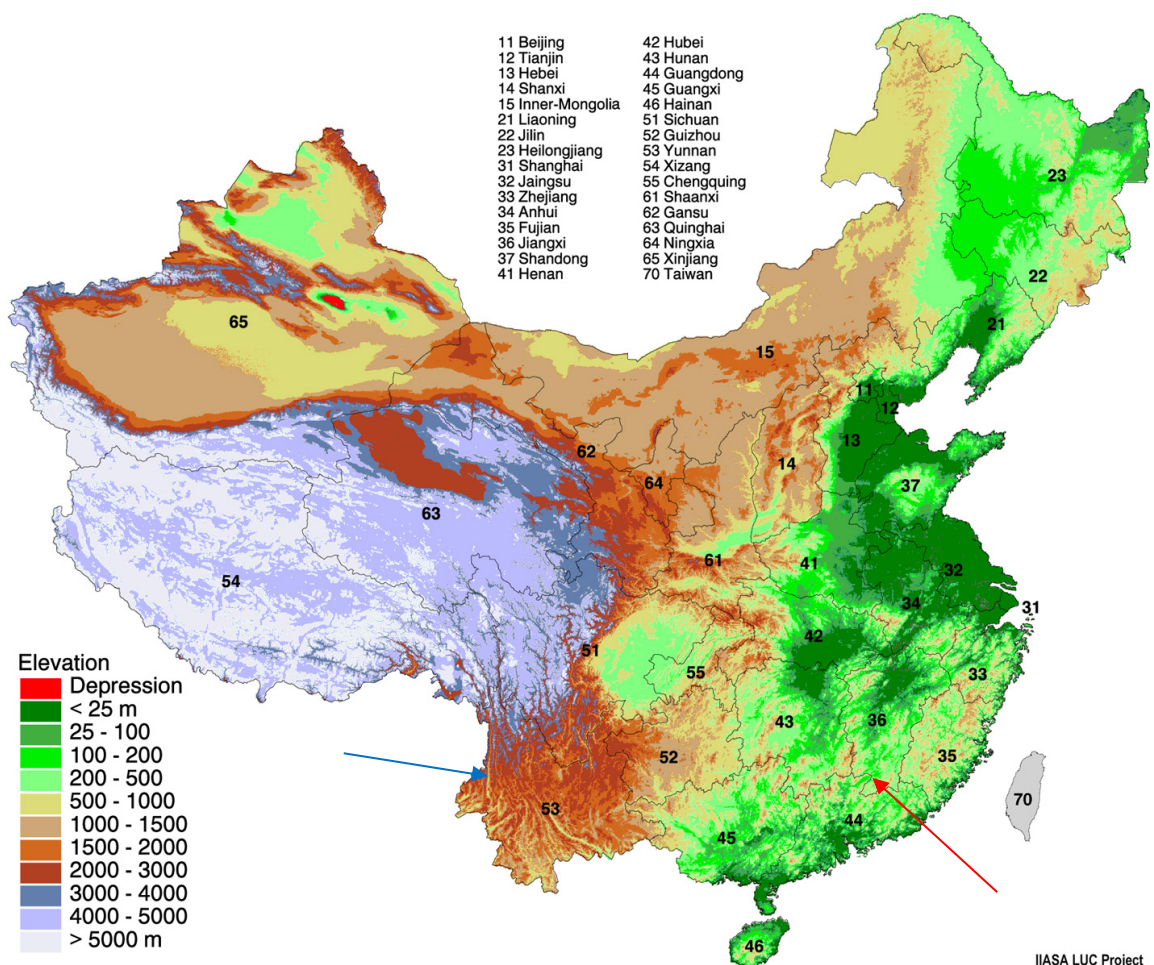 11 Beijing
12 Tianjin
13 Hebei
14 Shanxi
15 Inner-Mongolia
21 Liaoning
22 Jilin
23 Heilongjiang
31 Shanghai
32 Jaingsu
33 Zhejiang
34 Anhui
35 Fujian
36 Jiangxi
37 Shandong
41 Henan
42 Hubei
43 Hunan
44 Guangdong
45 Guangxi
46 Hainan
51 Sichuan
52 Guizhou
53 Yunnan
54 Xizang
55 Chengquing
61 Shaanxi
62 Gansu
63 Quinghai
64 Ningxia
65 Xinjiang
70 Taiwan
23
22
21
65
15
11
12
13
62
14
64
37
63
61
41
32
54
34
31
42
51
55
33
43
36
52
35
53
70
44
45
46
Elevation
Depression
< 25 m
25 - 100
100 - 200
200 - 500
500 - 1000
1000 - 1500
1500 - 2000
2000 - 3000
3000 - 4000
4000 - 5000
> 5000 m
IIASA LUC Project